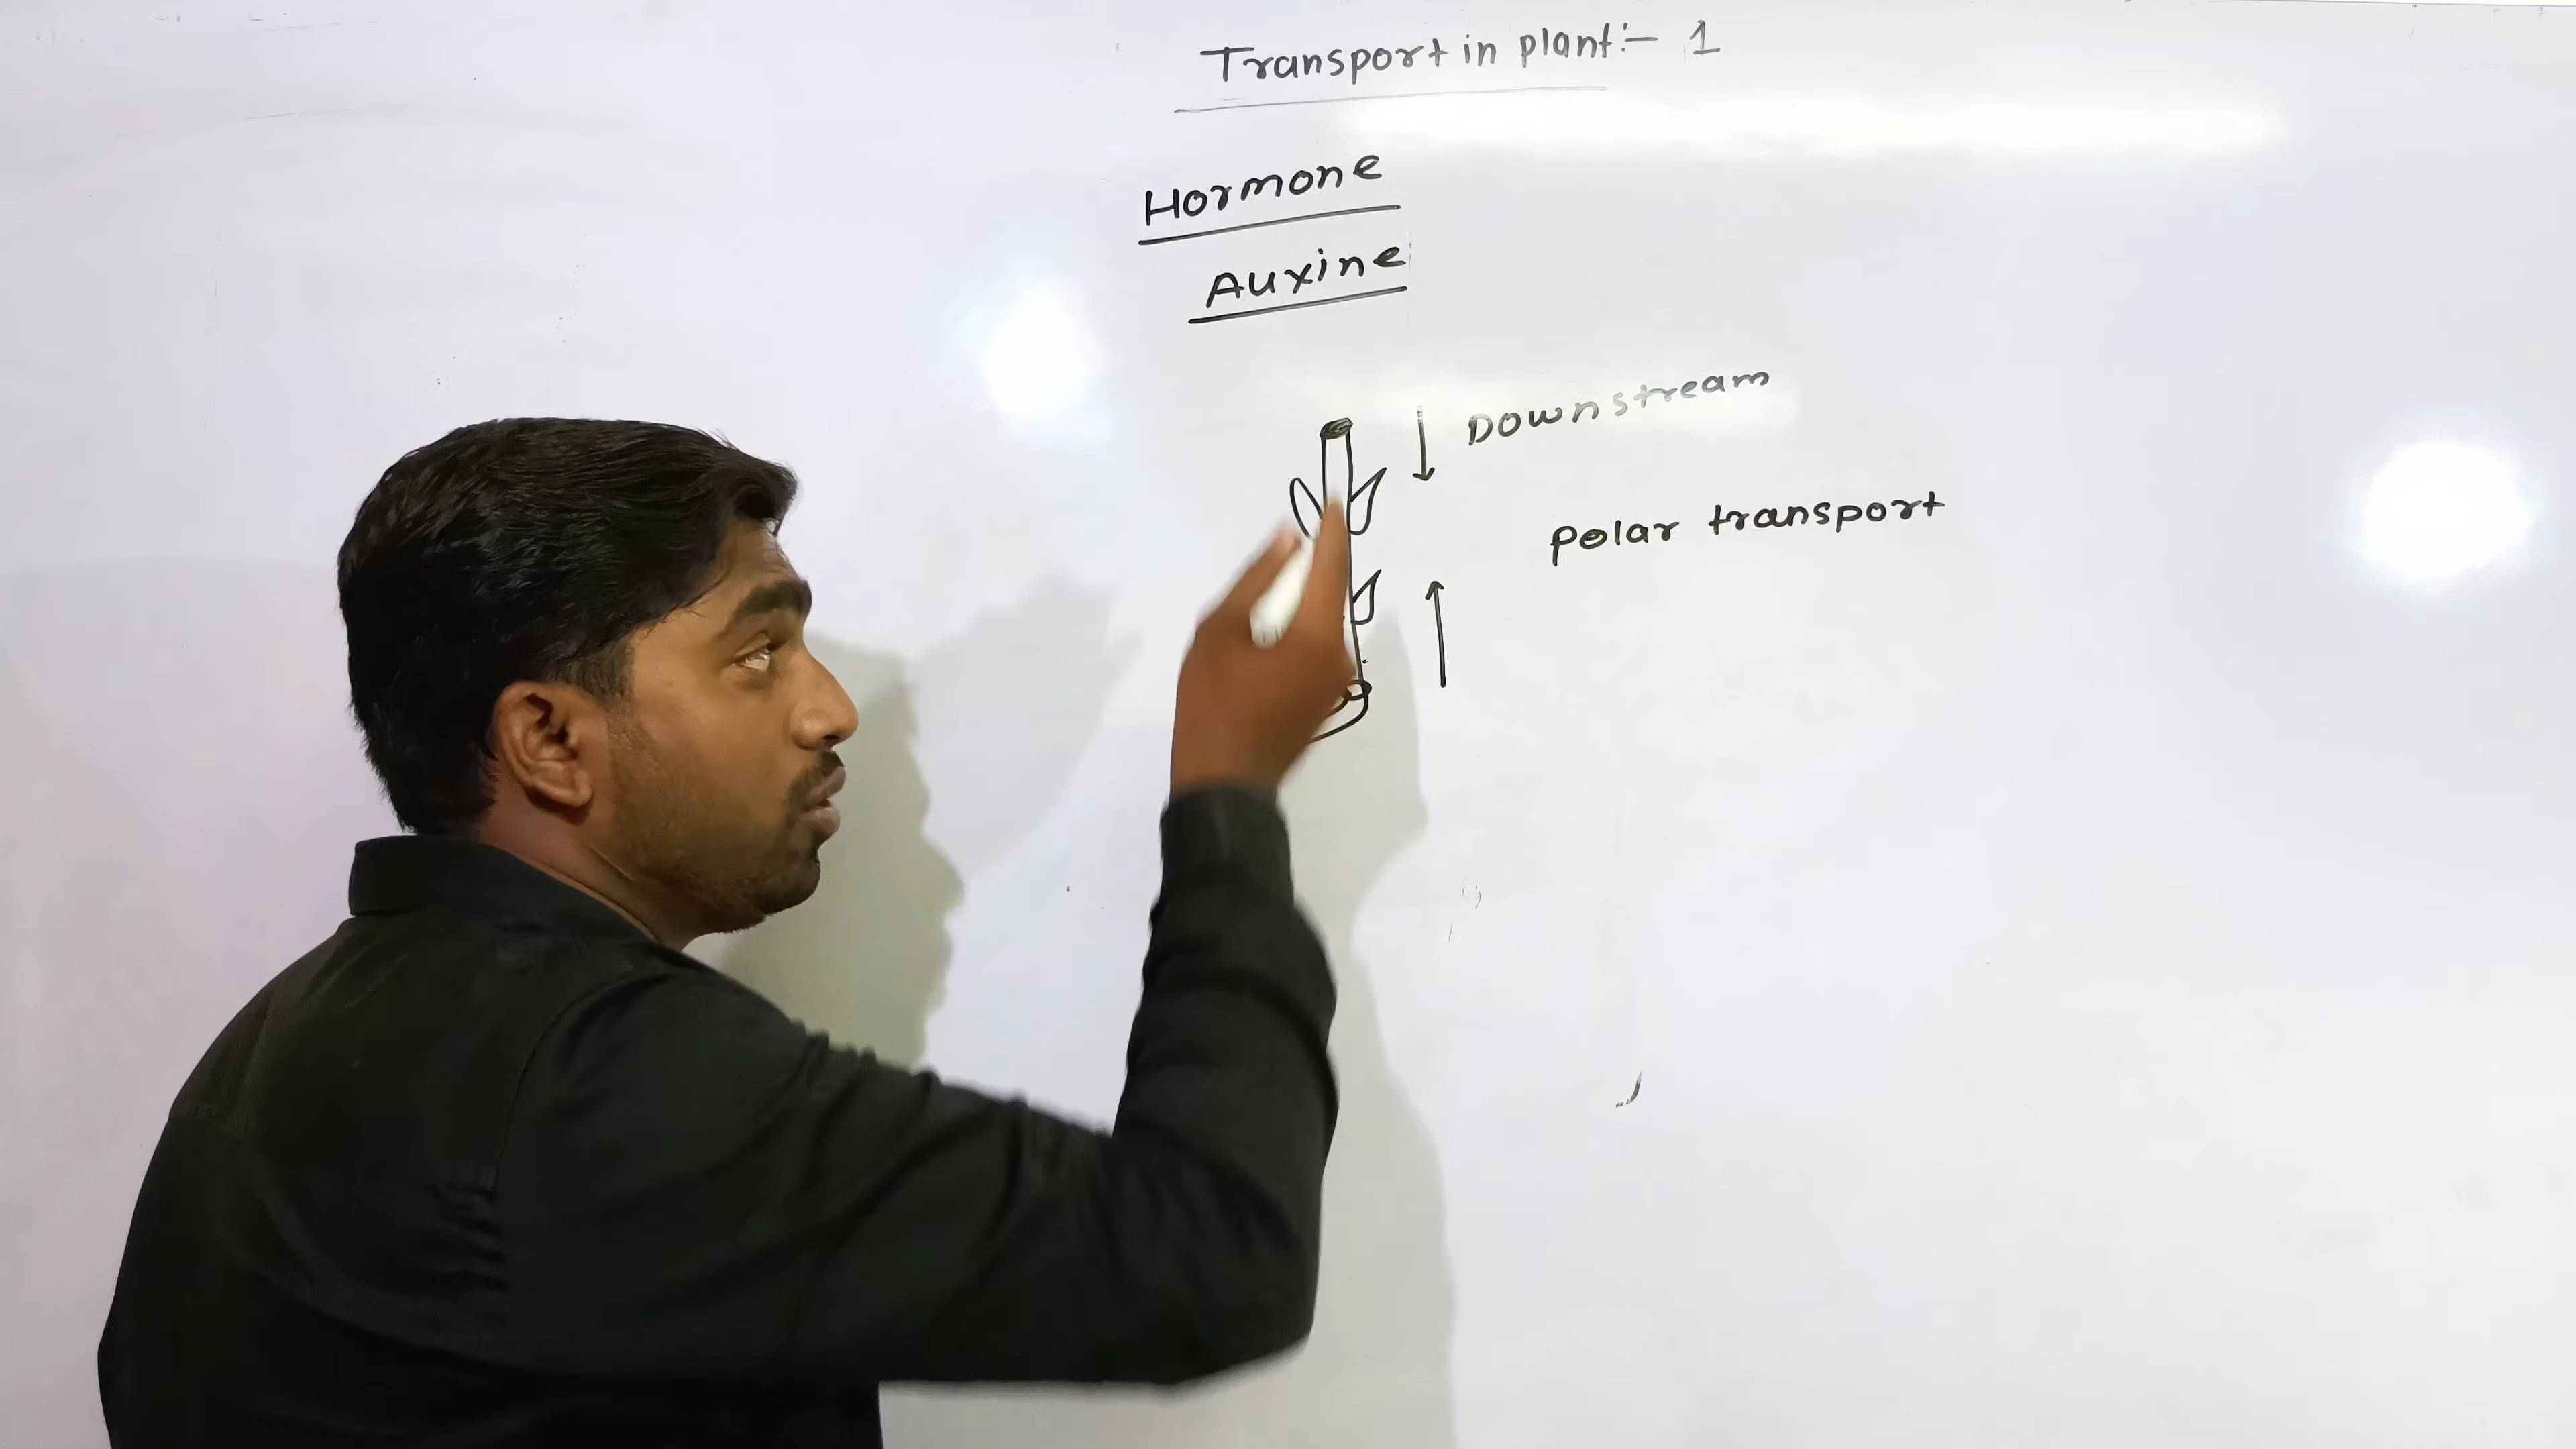 Transport in plant:- 1
Hormone
Auxine
Downstream
Polar transport